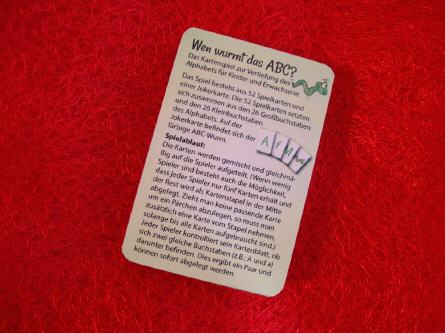 Wen wurmt das ABC?
Das Kartenspiel zur Vertiefung des
Alphabets für Kinder und Erwachsene.
Das Spiel besteht aus 52 Spielkarten und
einer Jokerkarte. Die 52 Spielkarten setzten
sich zusammen aus den 26 Großbuchstaben
und den 26 Kleinbuchstaben
des Alphabets. Auf der
Jokerkarte befindet sich der
farbige ABC-Wurm.
A f M
Spielablauf:
Die Karten werden gemischt und gleichmä-
ßig auf die Spieler aufgeteilt. (Wenn wenig
Spieler sind besteht auch die Möglichkeit,
dass jeder Spieler nur fünf Karten erhält und
der Rest wird als Kartenstapel in der Mitte
abgelegt. Zieht man keine passende Karte
um ein Pärchen abzulegen, so muss man
zusätzlich eine Karte vom Stapel nehmen,
solange bis alle Karten aufgebraucht sind.)
Jeder Spieler kontrolliert sein Kartenblatt, ob
sich zwei gleiche Buchstaben (z.B., A und a)
darunter befinden. Dies ergibt ein Paar und
können sofort abgelegt werden.